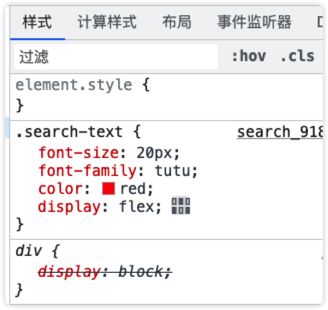 样式 计算样式 布局 事件监听器
过滤 :hov .cls
element.style {
}
.search-text { search_918
font-size: 20px;
font-family: tutu;
color: red;
display: flex;
}
div {
display: block;
}